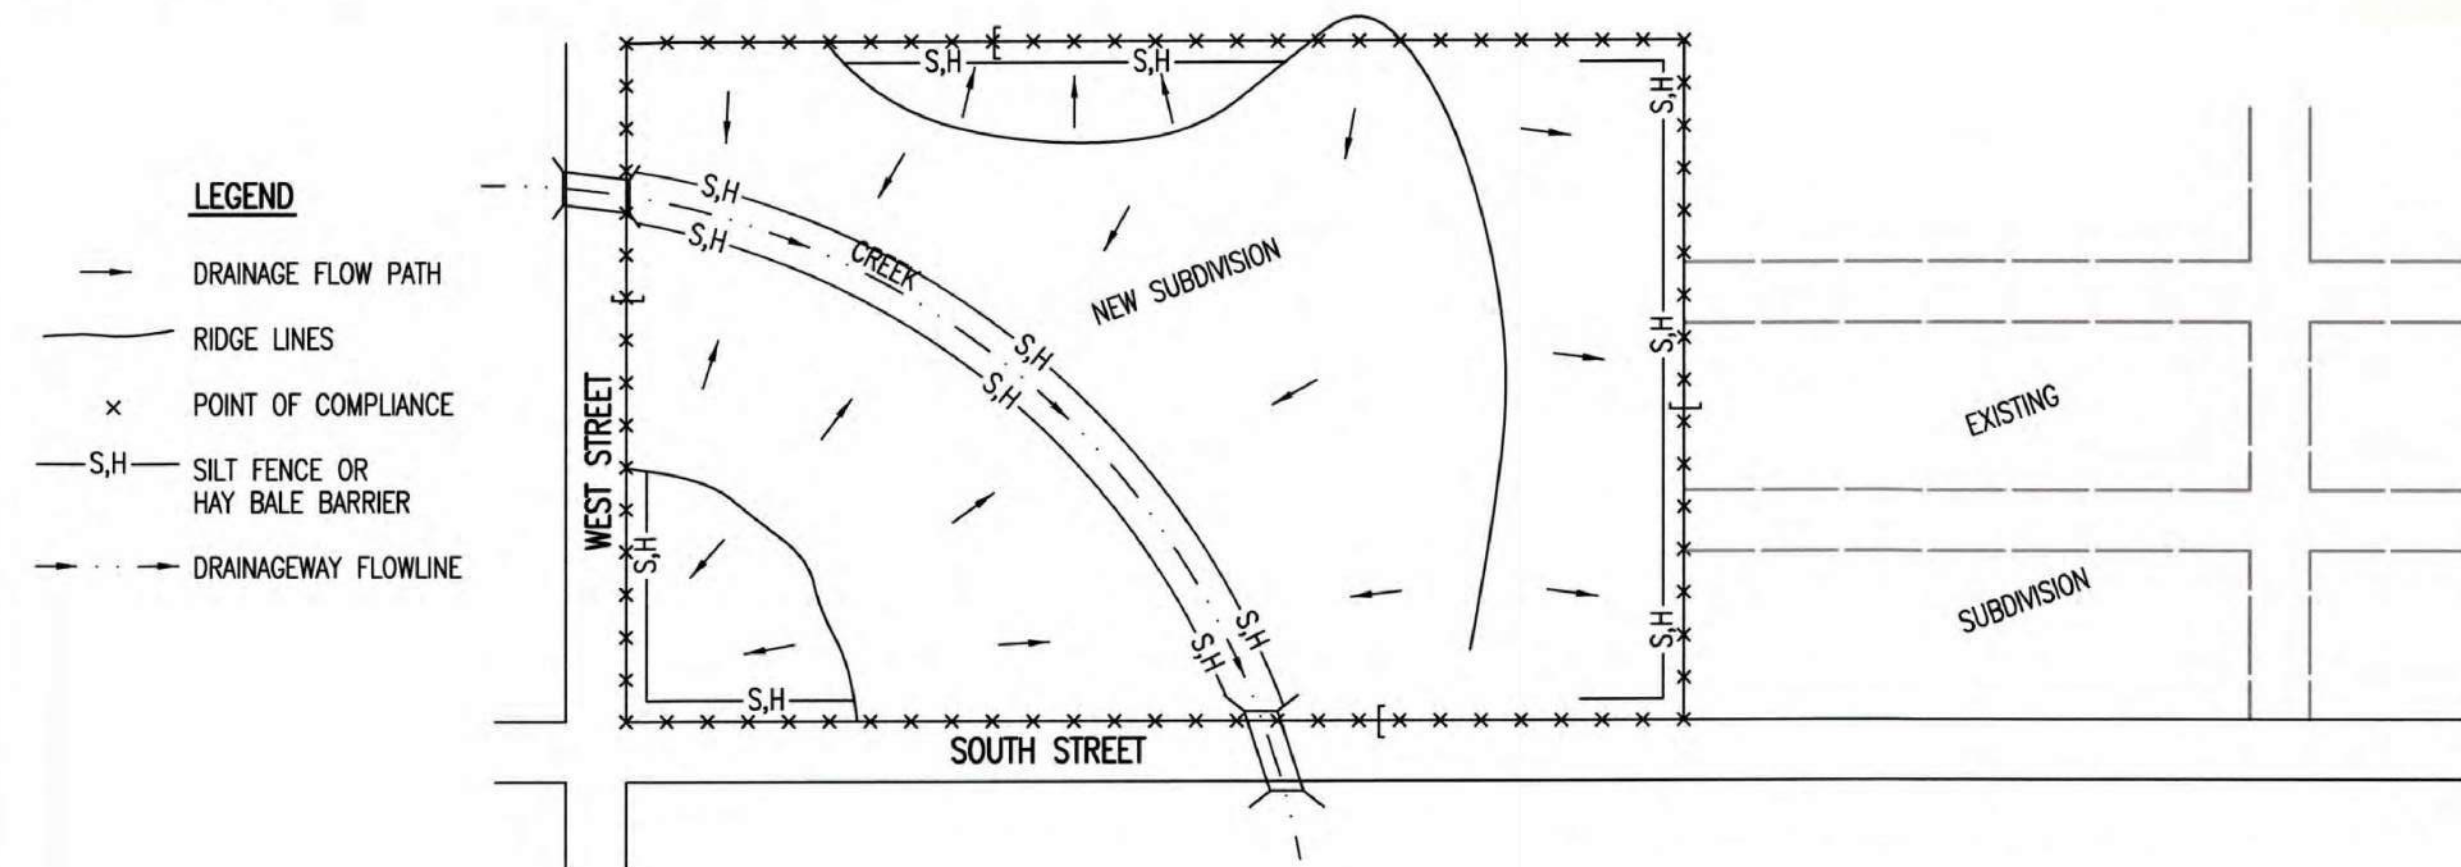 LEGEND
DRAINAGE FLOW PATH
RIDGE LINES
× POINT OF COMPLIANCE
S,H SILT FENCE OR
HAY BALE BARRIER
DRAINAGEWAY FLOWLINE
S,H
S,H
S,H
S,H
S,H
CREEK
NEW SUBDIVISION
S,H
S,H
S,H
WEST STREET
EXISTING
S,H
S,H
S,H
S,H
SUBDIVISION
S,H
SOUTH STREET